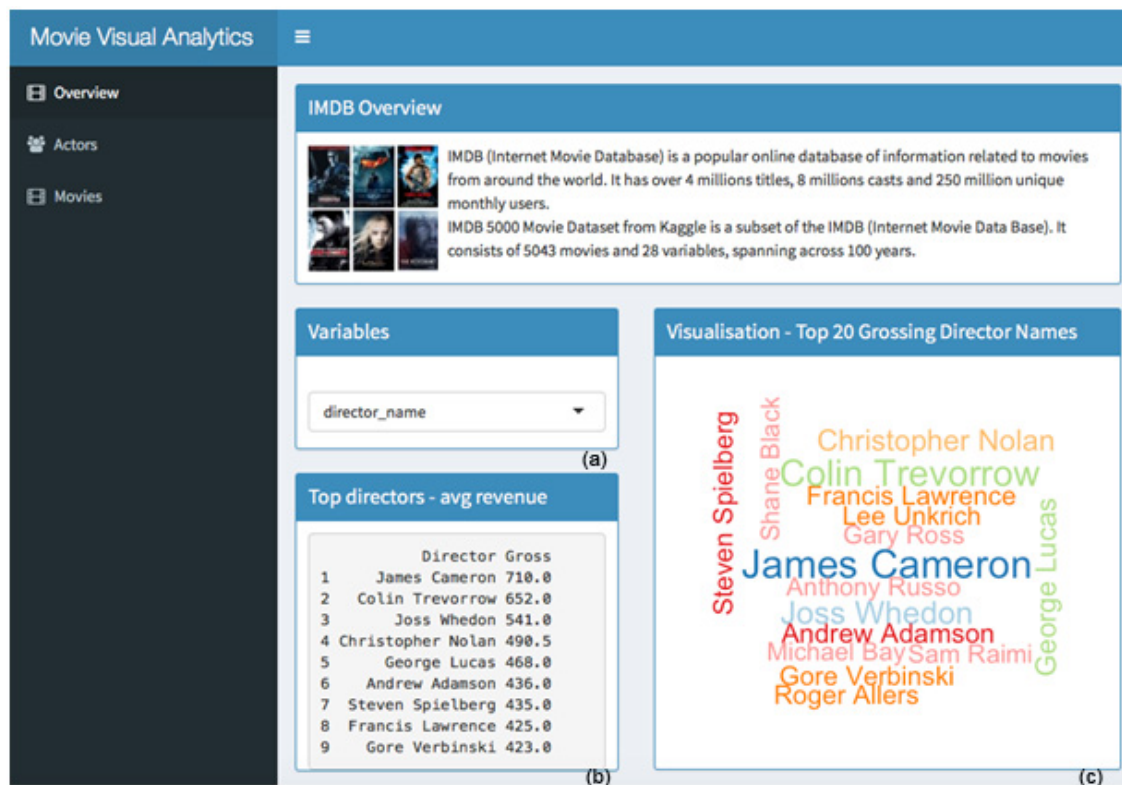 Movie Visual Analytics
Overview
Actors
Movies
IMDB Overview
IMDB (Internet Movie Database) is a popular online database of information related to movies
from around the world. It has over 4 millions titles, 8 millions casts and 250 million unique
monthly users.
IMDB 5000 Movie Dataset from Kaggle is a subset of the IMDB (Internet Movie Data Base). It
consists of 5043 movies and 28 variables, spanning across 100 years.
Variables
director_name
(a)
Top directors - avg revenue
Director Gross
1 James Cameron 710.0
2 Colin Trevorrow 652.0
3 Joss Whedon 541.0
4 Christopher Nolan 490.5
5 George Lucas 468.0
6 Andrew Adamson 436.0
7 Steven Spielberg 435.0
8 Francis Lawrence 425.0
9 Gore Verbinski 423.0
(b)
Visualisation - Top 20 Grossing Director Names
Steven Spielberg
Shane Black
Christopher Nolan
Colin Trevorrow
Francis Lawrence
Lee Unkrich
Gary Ross
James Cameron
Anthony Russo
Joss Whedon
Andrew Adamson
Michael Bay
Sam Raimi
Gore Verbinski
Roger Allers
George Lucas
(c)